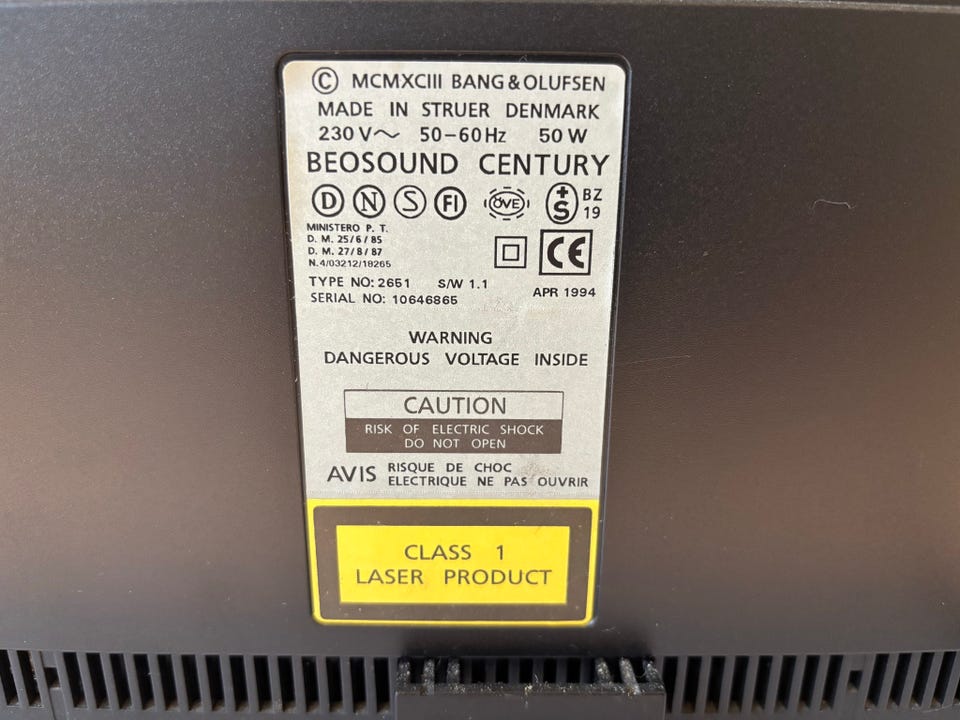 © MCMXCIII BANG & OLUFSEN
MADE IN STRUER DENMARK
230 V~ 50-60Hz 50 W
BEOSOUND CENTURY
D N S FI ÖVE +S BZ 19
MINISTERO P. T.
D. M. 25/6/85
D. M. 27/8/87
N.4/03212/18265
CE
TYPE NO: 2651 S/W 1.1
SERIAL NO: 10646865
APR 1994
WARNING
DANGEROUS VOLTAGE INSIDE
CAUTION
RISK OF ELECTRIC SHOCK
DO NOT OPEN
AVIS RISQUE DE CHOC
ELECTRIQUE NE PAS OUVRIR
CLASS 1
LASER PRODUCT